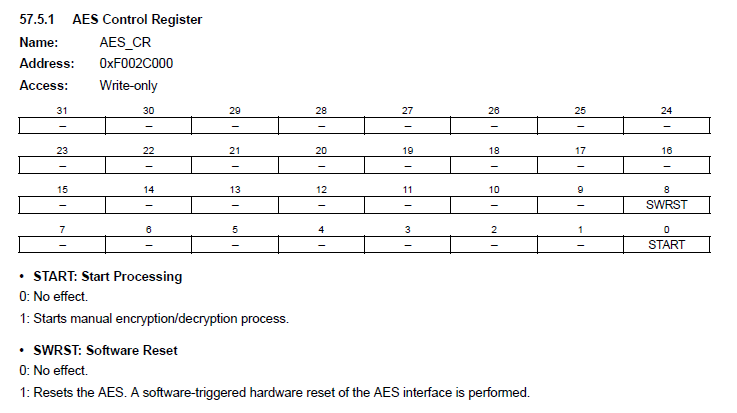 57.5.1 AES Control Register
Name: AES_CR
Address: 0xF002C000
Access: Write-only
31 30 29 28 27 26 25 24
– – – – – – – –
23 22 21 20 19 18 17 16
– – – – – – – –
15 14 13 12 11 10 9 8
– – – – – – – SWRST
7 6 5 4 3 2 1 0
– – – – – – – START
• START: Start Processing
0: No effect.
1: Starts manual encryption/decryption process.
• SWRST: Software Reset
0: No effect.
1: Resets the AES. A software-triggered hardware reset of the AES interface is performed.